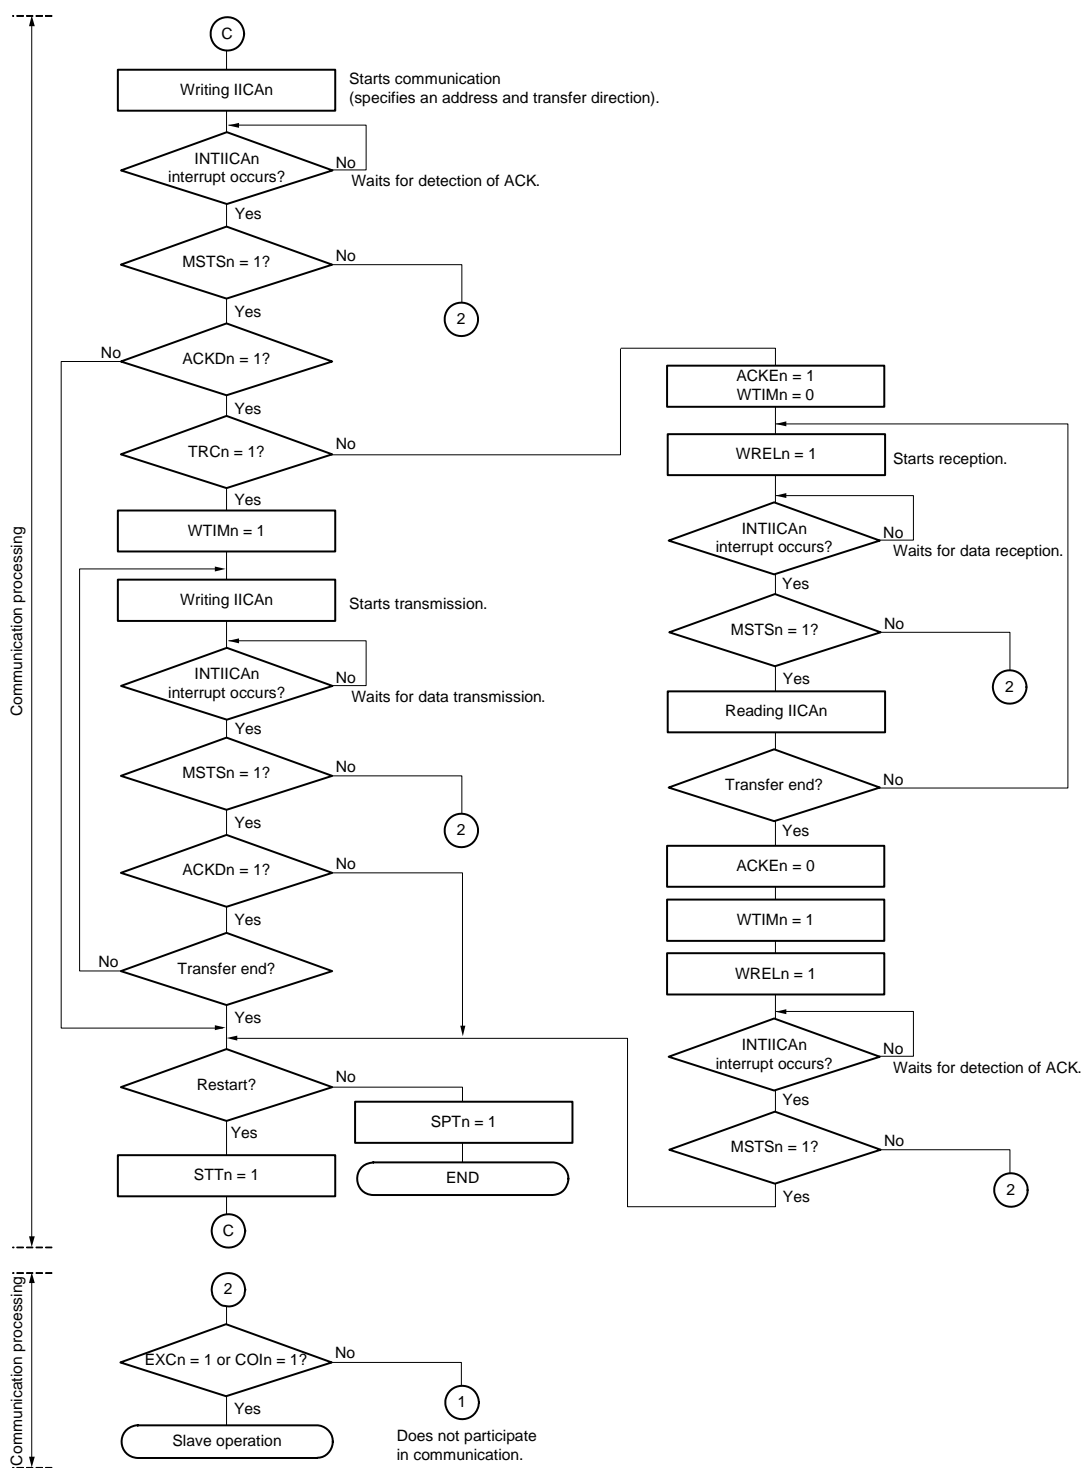 C
Writing IICAn
Starts communication
(specifies an address and transfer direction).
INTIICAn
interrupt occurs?
No
Waits for detection of ACK.
Yes
MSTSn = 1?
No
2
Yes
ACKDn = 1?
No
Yes
TRCn = 1?
No
Yes
WTIMn = 1
Writing IICAn
Starts transmission.
INTIICAn
interrupt occurs?
No
Waits for data transmission.
Yes
MSTSn = 1?
No
2
Yes
ACKDn = 1?
No
Yes
Transfer end?
No
Yes
Restart?
No
SPTn = 1
END
Yes
STTn = 1
C
ACKEn = 1
WTIMn = 0
WRELn = 1
Starts reception.
INTIICAn
interrupt occurs?
No
Waits for data reception.
Yes
MSTSn = 1?
No
2
Yes
Reading IICAn
Transfer end?
No
Yes
ACKEn = 0
WTIMn = 1
WRELn = 1
INTIICAn
interrupt occurs?
No
Waits for detection of ACK.
Yes
MSTSn = 1?
No
2
Yes
Communication processing
2
EXCn = 1 or COIn = 1?
No
1
Does not participate
in communication.
Yes
Slave operation
Communication processing